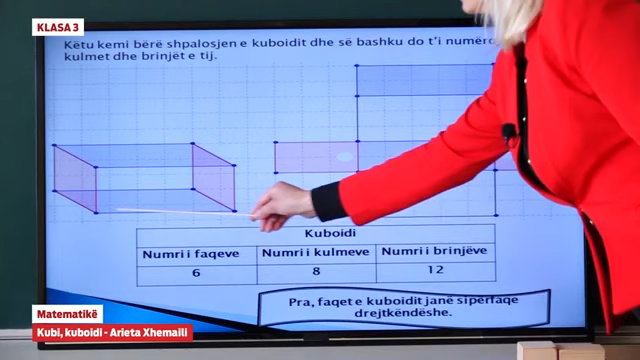 KLASA 3
Këtu kemi bërë shpalosjen e kuboidit dhe së bashku do t'i
kulmet dhe brinjët e tij.
Kuboidi
Numri i faqeve Numri i kulmeve Numri i brinjëve
6 8 12
Pra, faqet e kuboidit janë sipërfaqe
drejtkëndëshe.
Matematikë
Kubi, kuboidi - Arieta Xhemaili